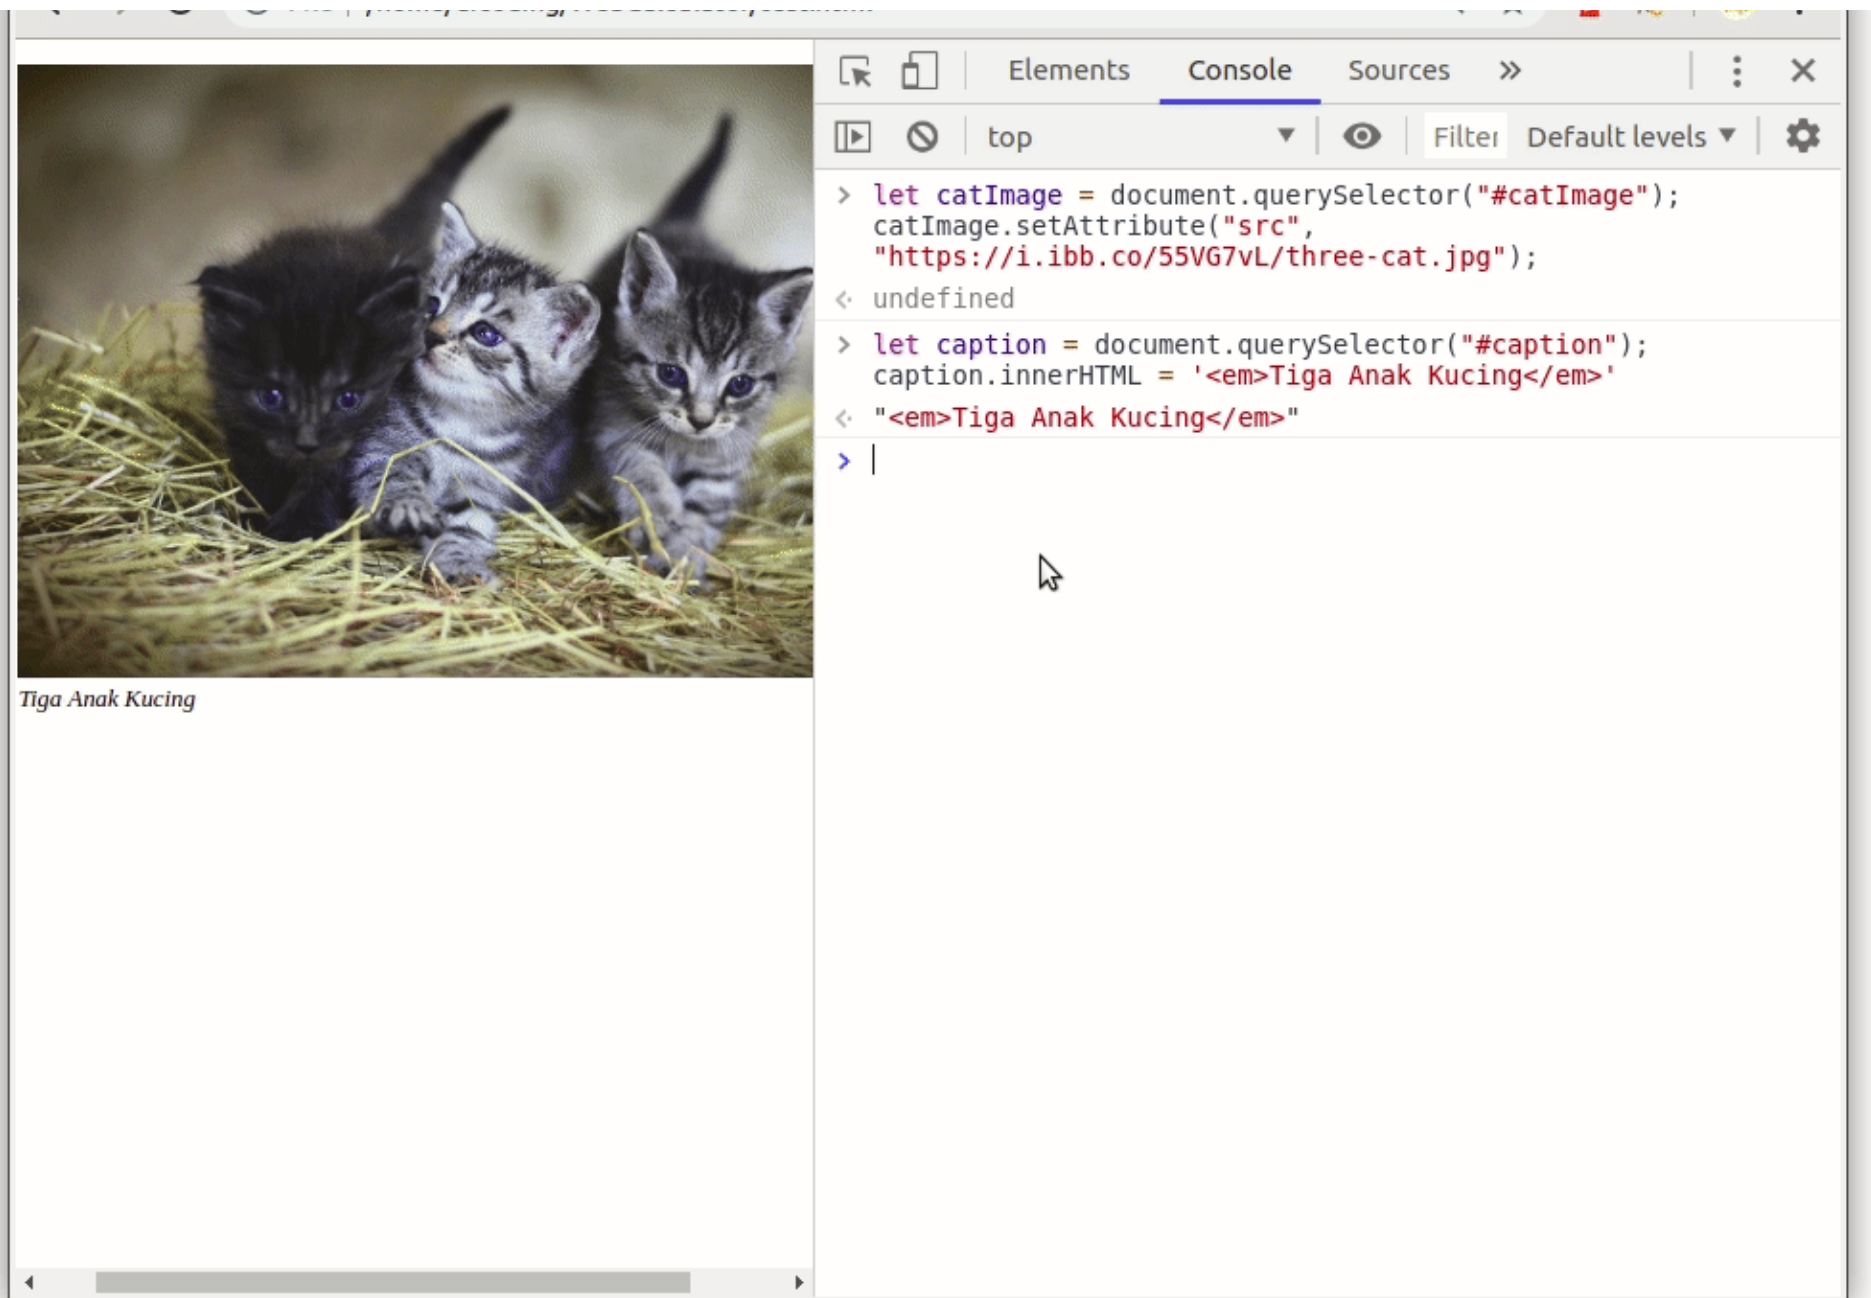 Elements Console Sources »
top Filter Default levels
let catImage = document.querySelector("#catImage");
catImage.setAttribute("src",
"https://i.ibb.co/55VG7vL/three-cat.jpg");
undefined
let caption = document.querySelector("#caption");
caption.innerHTML = '<em>Tiga Anak Kucing</em>'
"<em>Tiga Anak Kucing</em>"
Tiga Anak Kucing